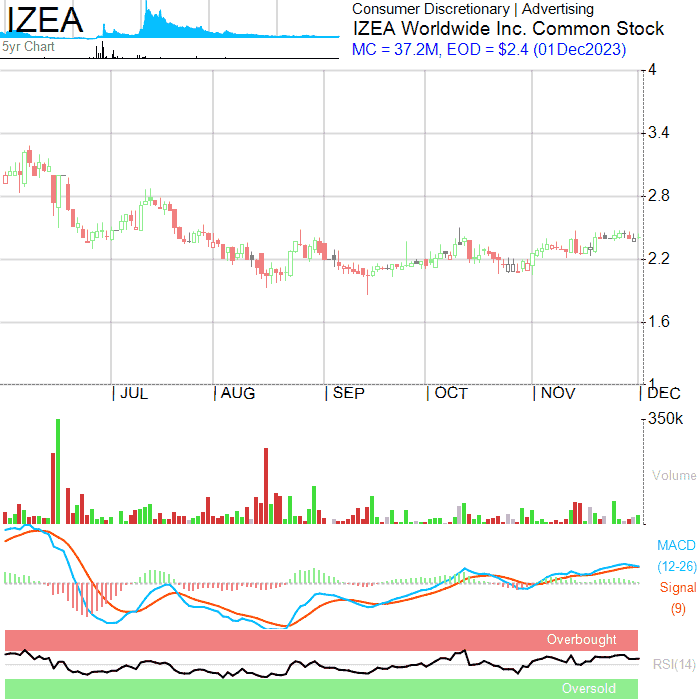 IZEA
5yr Chart
Consumer Discretionary | Advertising
IZEA Worldwide Inc. Common Stock
MC = 37.2M, EOD = $2.4 (01Dec2023)
4
3.4
2.8
2.2
1.6
1
JUL
AUG
SEP
OCT
NOV
DEC
350k
Volume
MACD
(12-26)
Signal
(9)
Overbought
RSI(14)
Oversold